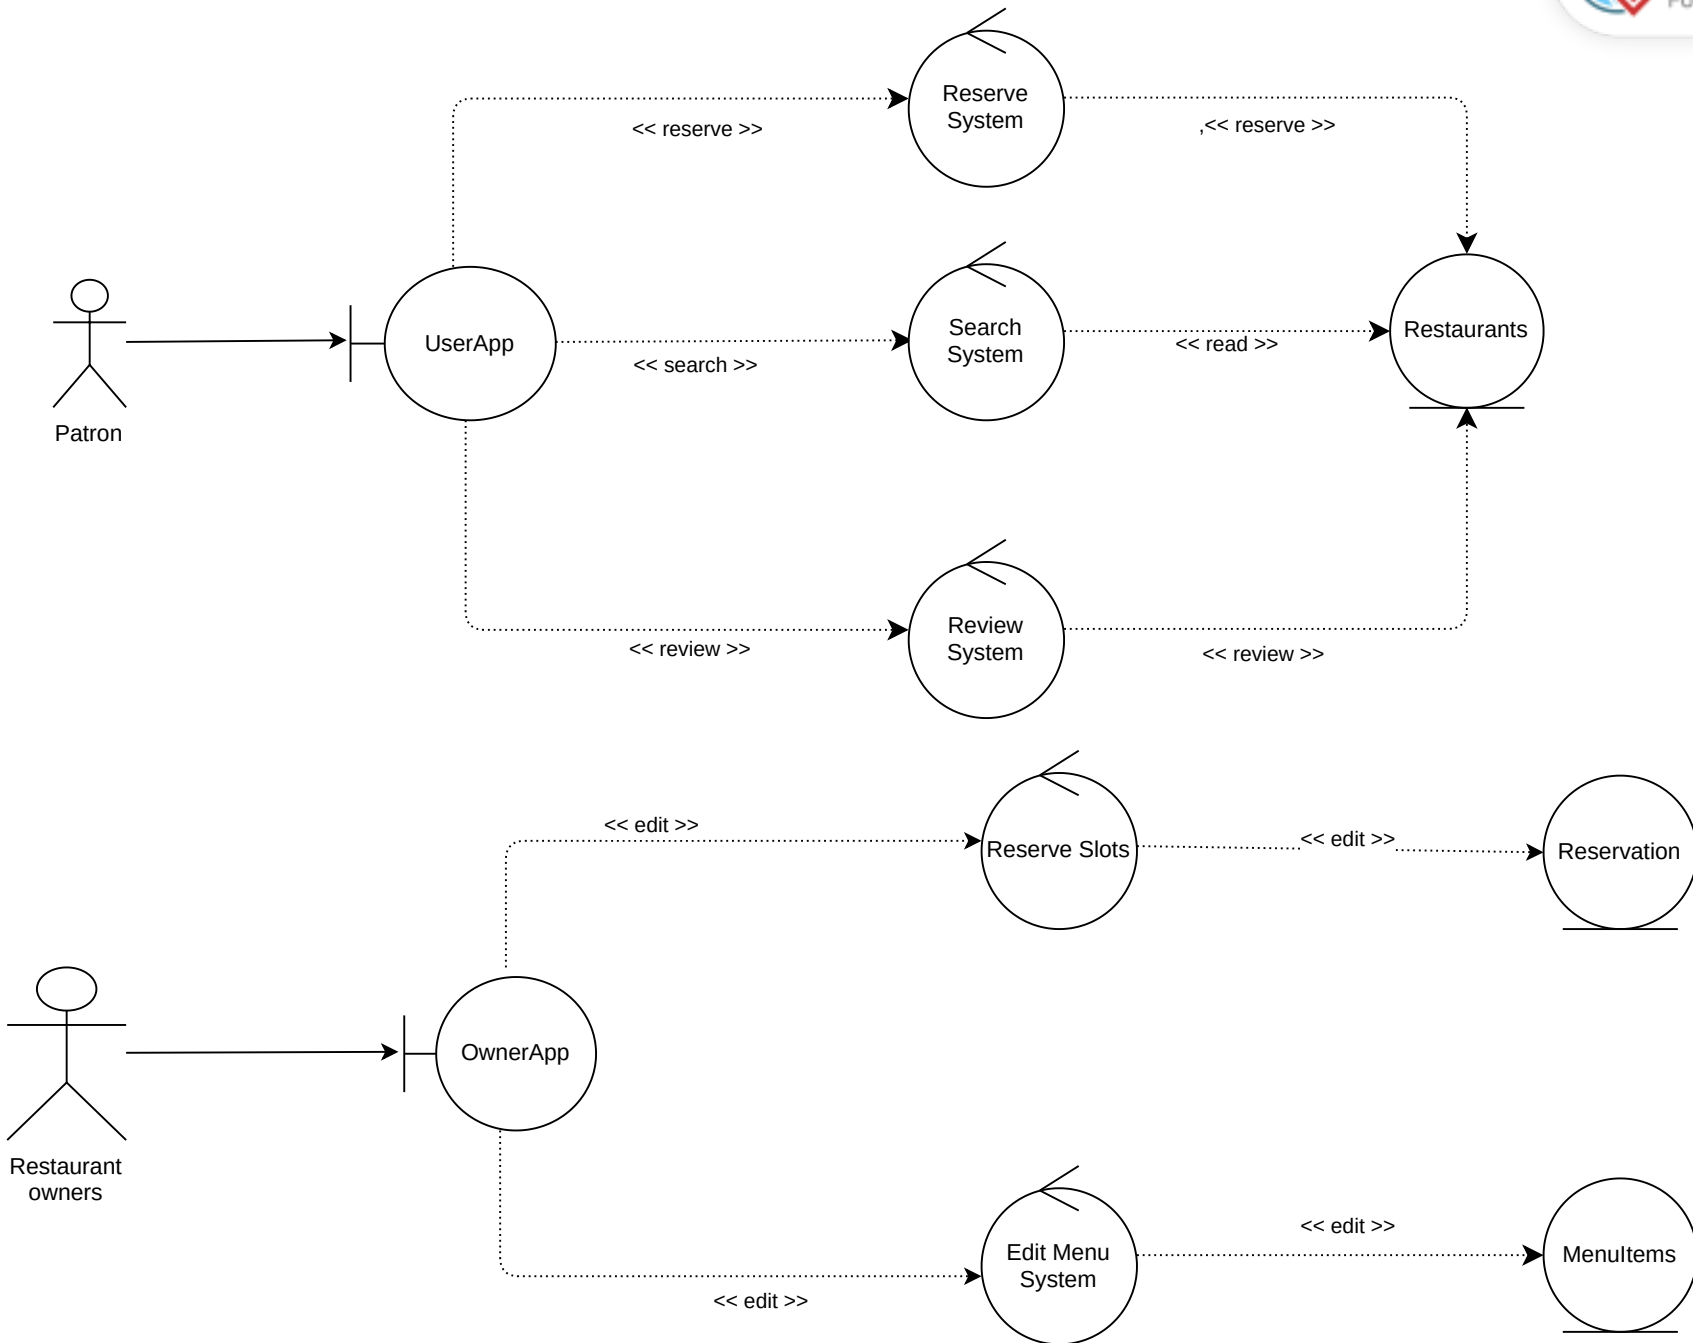 Reserve
System
<< reserve >>
,<< reserve >>
Search
System
UserApp
Restaurants
<< search >>
<< read >>
Patron
Review
System
<< review >>
<< review >>
<< edit >>
<< edit >>
Reserve Slots
Reservation
OwnerApp
Restaurant
owners
<< edit >>
Edit Menu
System
MenuItems
<< edit >>